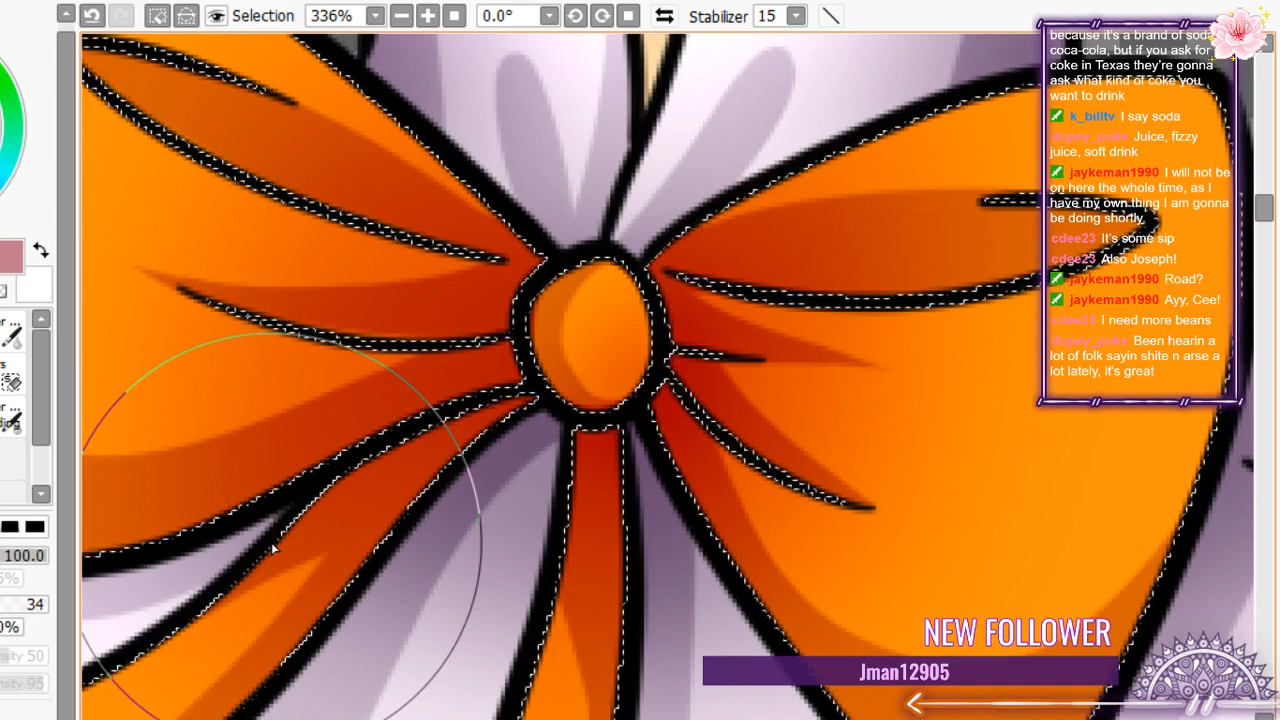 Selection 336% 0.0° Stabilizer 15
because it's a brand of soda
coca-cola, but if you ask for
coke in Texas they're gonna
ask what kind of coke you
want to drink
k_billtv I say soda
dopey_poke Juice, fizzy
juice, soft drink
jaykeman1990 I will not be
on here the whole time, as I
have my own thing I am gonna
be doing shortly.
cdee23 It's some sip
cdee23 Also Joseph!
jaykeman1990 Road?
jaykeman1990 Ayy, Cee!
cdee23 I need more beans
dopey_poke Been hearin a
lot of folk sayin shite n arse a
lot lately, it's great
100.0
34
50
95
NEW FOLLOWER
Jman12905